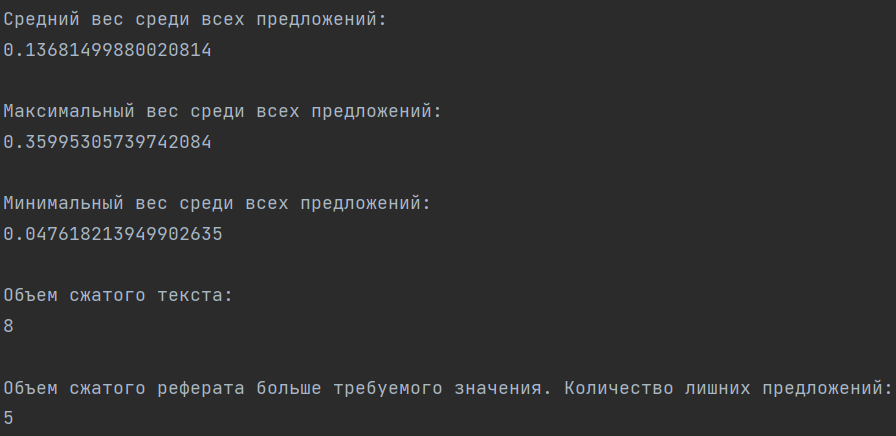 Средний вес среди всех предложений:
0.13681499880020814
Максимальный вес среди всех предложений:
0.35995305739742084
Минимальный вес среди всех предложений:
0.047618213949902635
Объем сжатого текста:
8
Объем сжатого реферата больше требуемого значения. Количество лишних предложений:
5